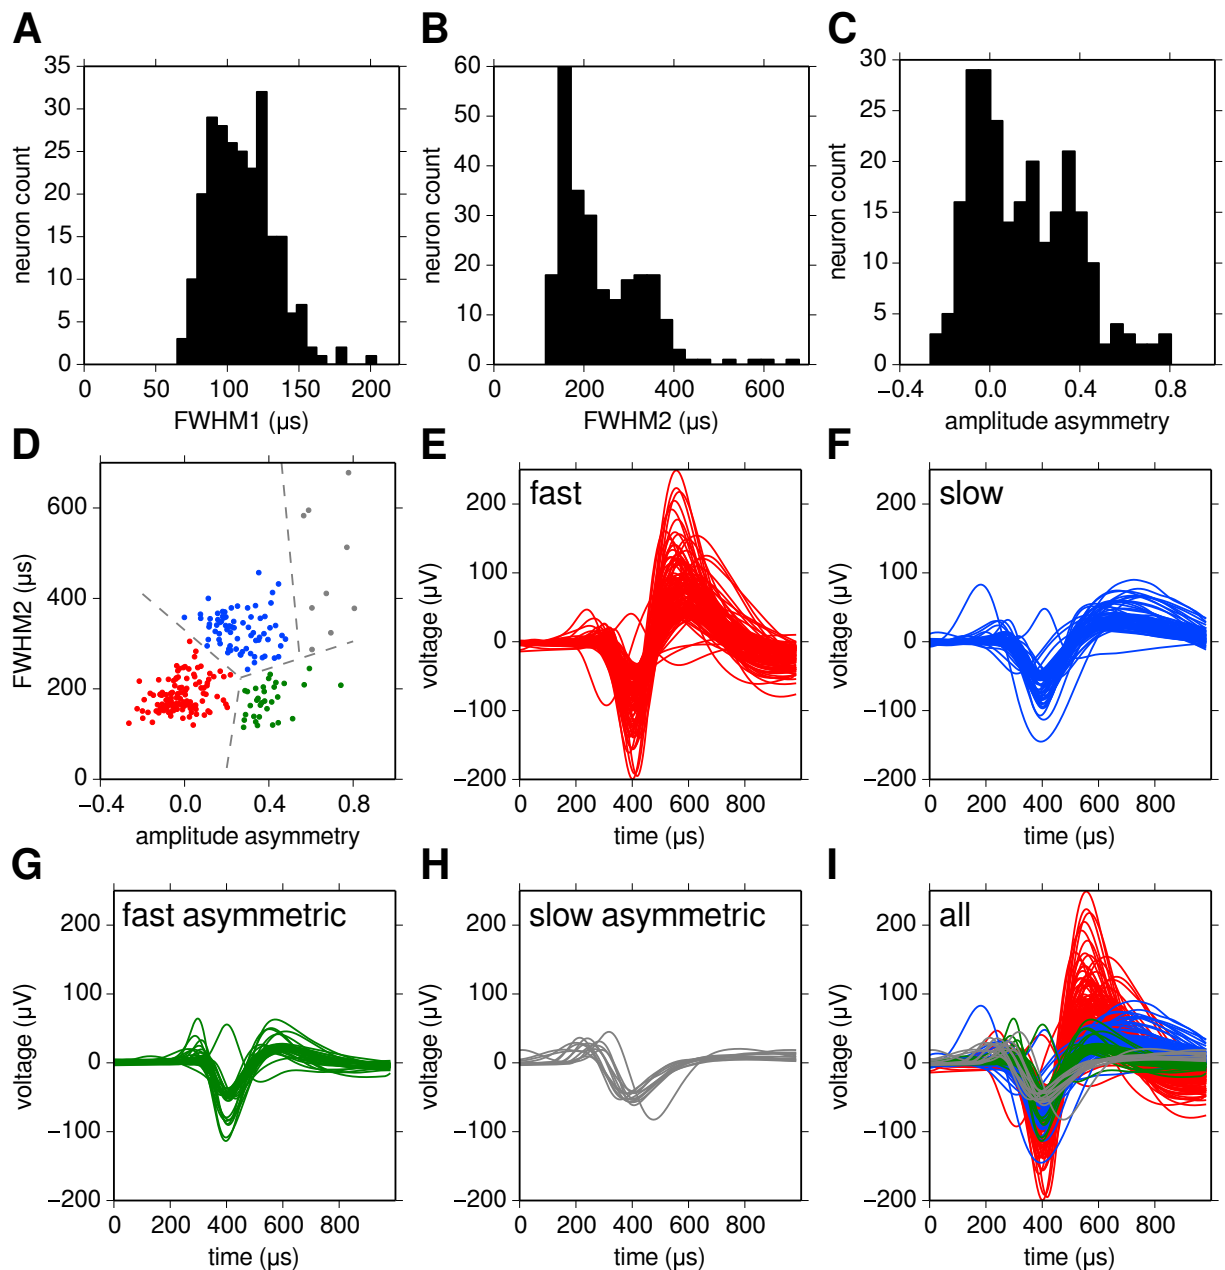 A
B
C
35
30
25
20
15
10
5
0
neuron count
0
50
100
150
200
FWHM1 (µs)
60
50
40
30
20
10
0
neuron count
0
200
400
600
FWHM2 (µs)
30
25
20
15
10
5
0
neuron count
−0.4
0.0
0.4
0.8
amplitude asymmetry
D
E
F
600
400
200
0
FWHM2 (µs)
−0.4
0.0
0.4
0.8
amplitude asymmetry
fast
200
100
0
−100
−200
voltage (µV)
0
200
400
600
800
time (µs)
slow
200
100
0
−100
−200
voltage (µV)
0
200
400
600
800
time (µs)
G
H
I
fast asymmetric
200
100
0
−100
−200
voltage (µV)
0
200
400
600
800
time (µs)
slow asymmetric
200
100
0
−100
−200
voltage (µV)
0
200
400
600
800
time (µs)
all
200
100
0
−100
−200
voltage (µV)
0
200
400
600
800
time (µs)